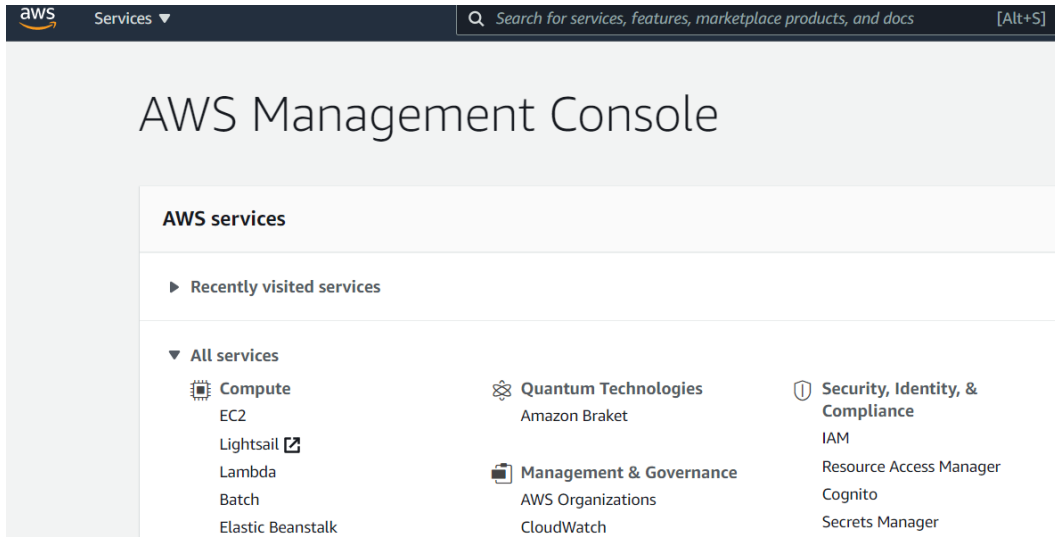 aws
Services ▼
Search for services, features, marketplace products, and docs
[Alt+S]
AWS Management Console
AWS services
Recently visited services
All services
Compute
EC2
Lightsail
Lambda
Batch
Elastic Beanstalk
Quantum Technologies
Amazon Braket
Management & Governance
AWS Organizations
CloudWatch
Security, Identity, &
Compliance
IAM
Resource Access Manager
Cognito
Secrets Manager